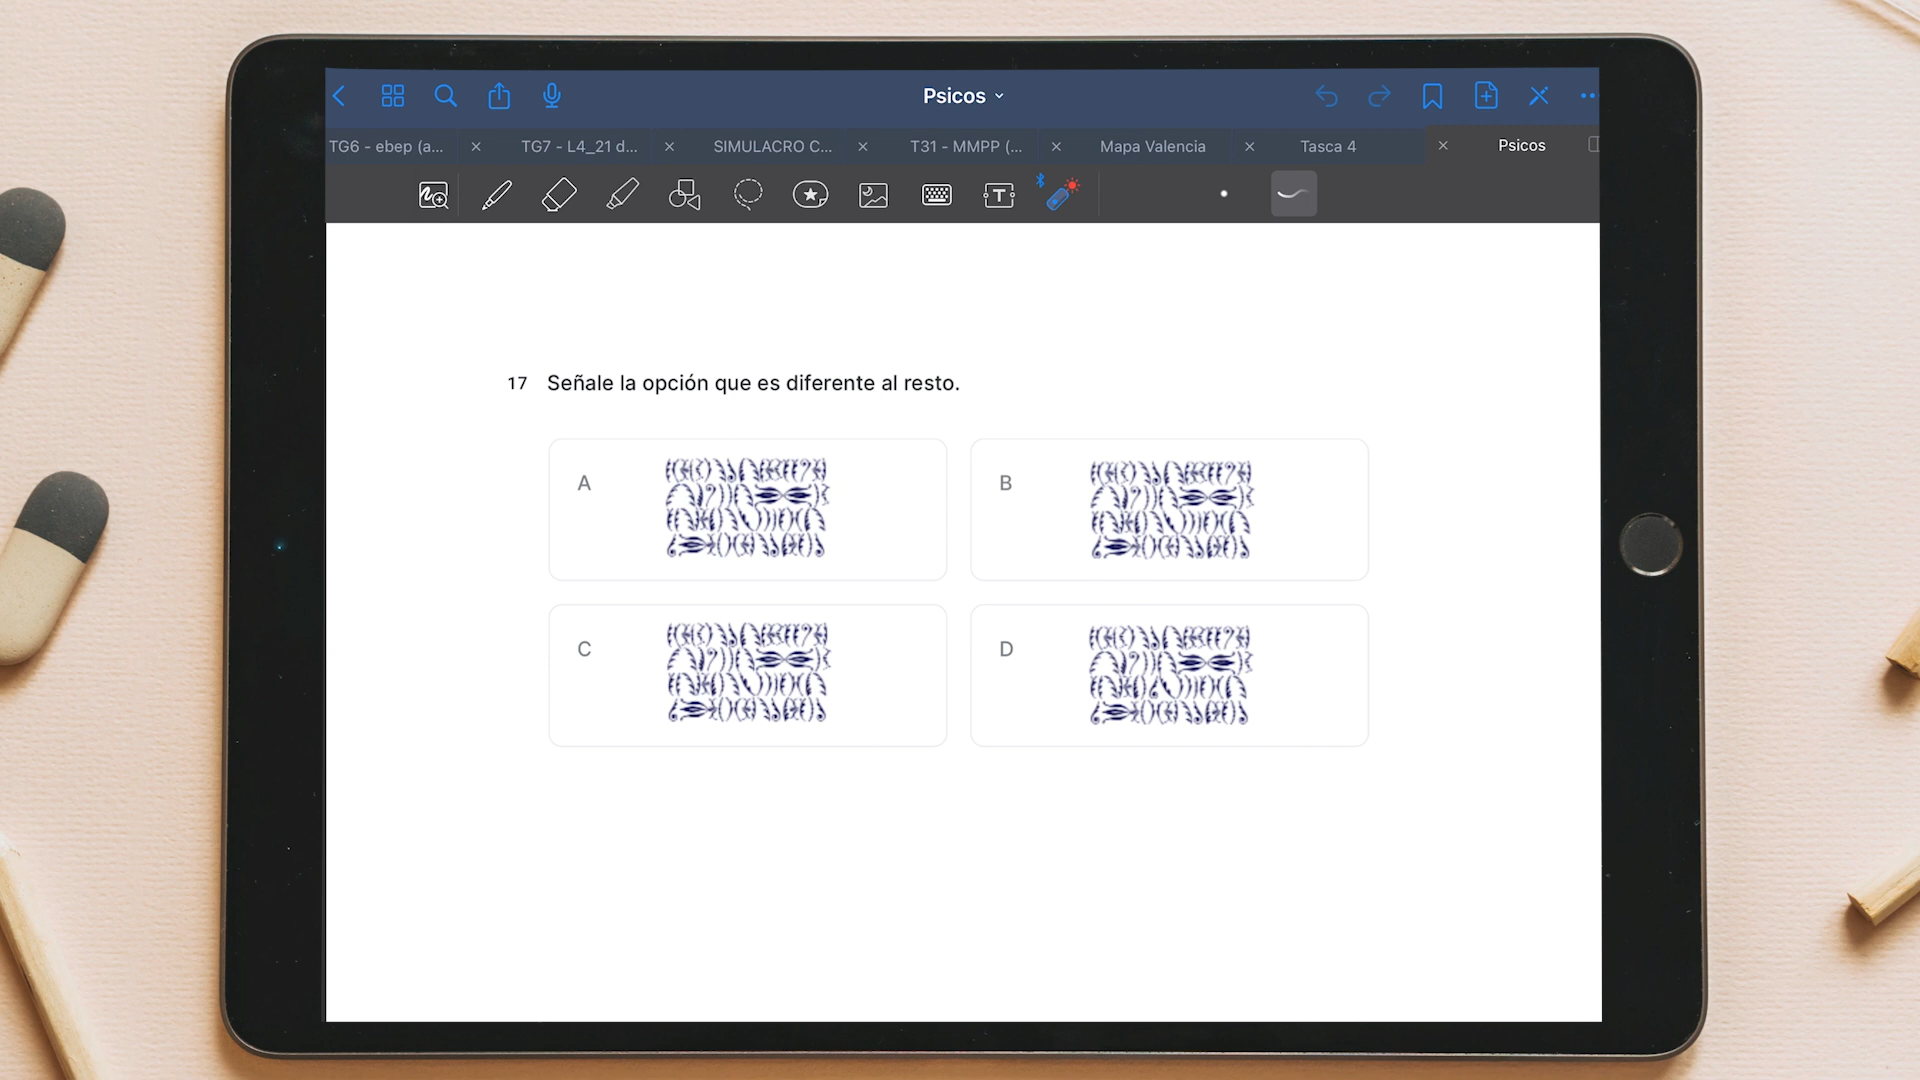 Psicos
TG6 - ebep (a...
TG7 - L4_21 d...
SIMULACRO C...
T31 - MMPP (...
Mapa Valencia
Tasca 4
Psicos
17 Señale la opción que es diferente al resto.
A
B
C
D